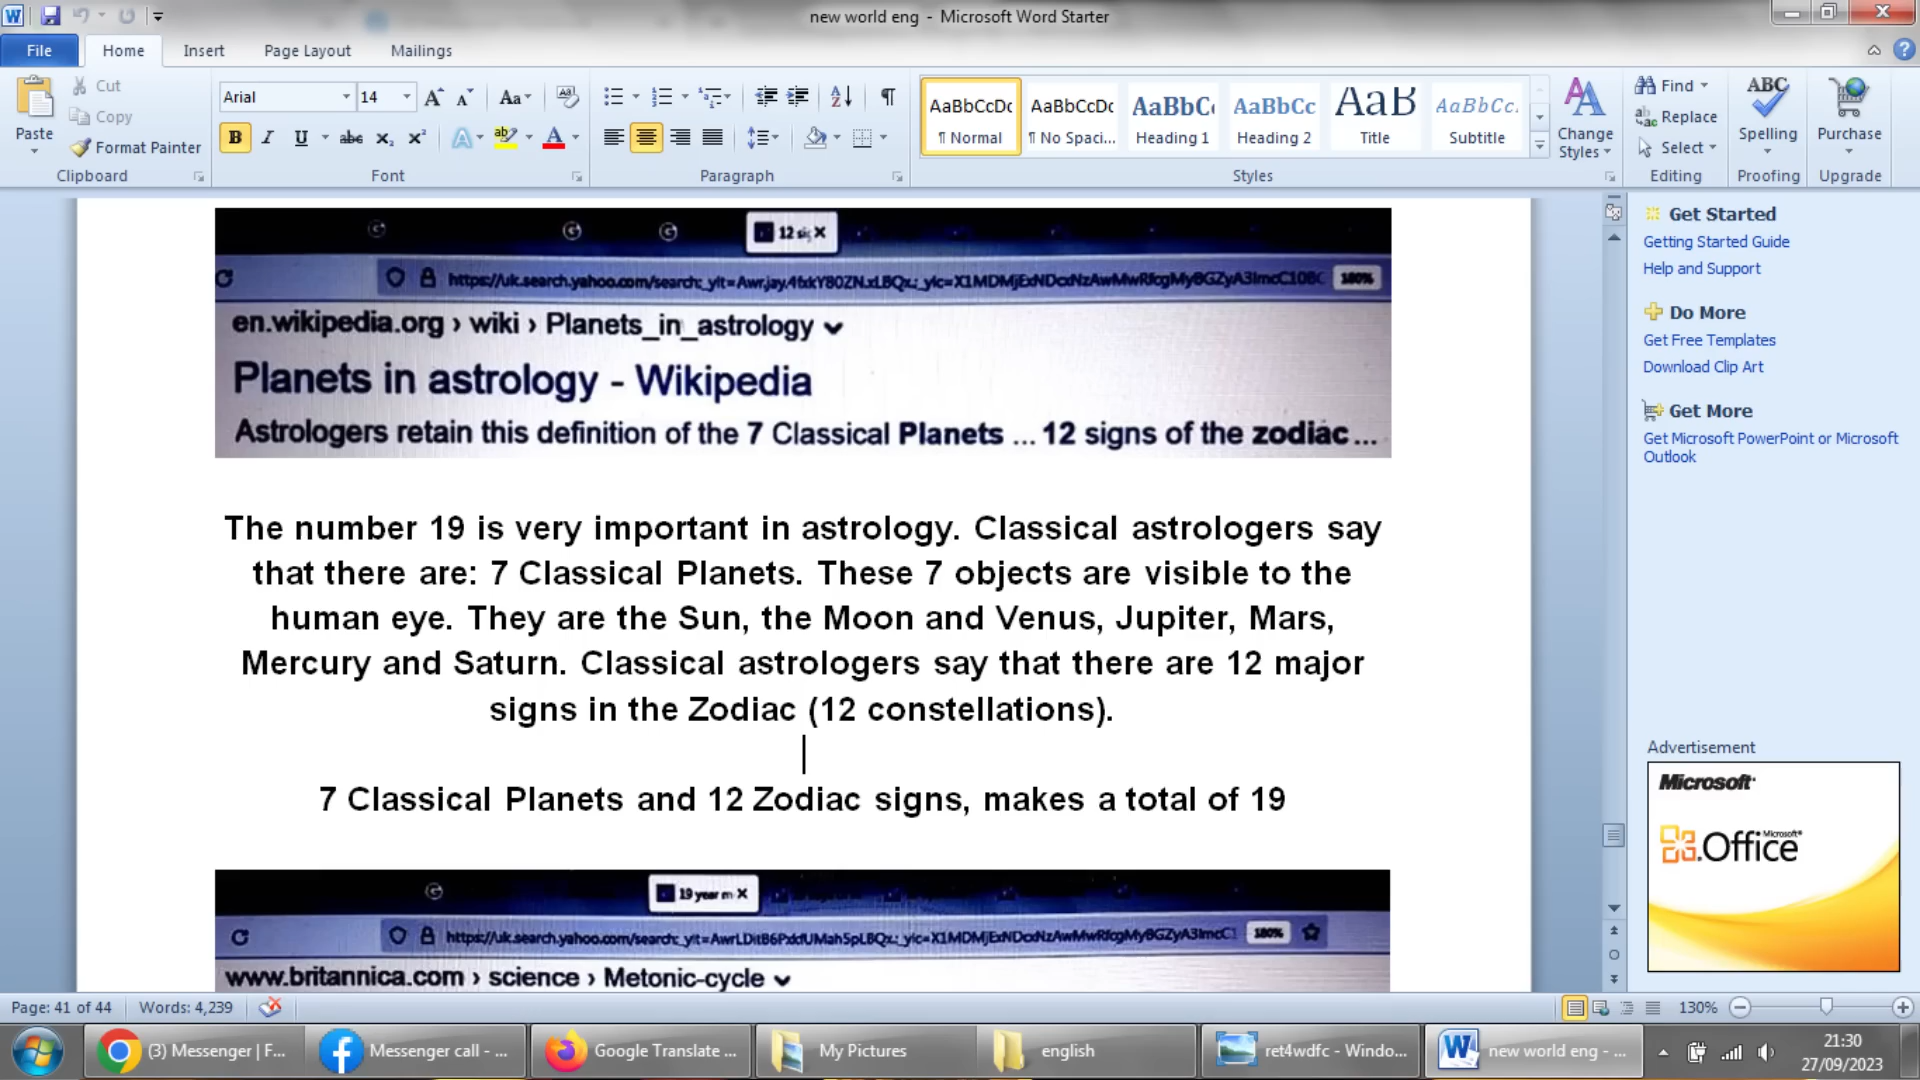 new world eng - Microsoft Word Starter
File Home Insert Page Layout Mailings
Paste
Cut
Copy
Format Painter
Clipboard
Arial 14
Font
Paragraph
AaBbCcDc AaBbCcDc AaBbC AaBbCc AaB AaBbCc.
¶ Normal ¶ No Spaci... Heading 1 Heading 2 Title Subtitle
Styles
Change Styles
Find
Replace
Select
Editing
ABC
Spelling
Proofing
Purchase
Upgrade
12 sig
180%
en.wikipedia.org › wiki › Planets_in_astrology
Planets in astrology - Wikipedia
Astrologers retain this definition of the 7 Classical Planets ... 12 signs of the zodiac ...
The number 19 is very important in astrology. Classical astrologers say
that there are: 7 Classical Planets. These 7 objects are visible to the
human eye. They are the Sun, the Moon and Venus, Jupiter, Mars,
Mercury and Saturn. Classical astrologers say that there are 12 major
signs in the Zodiac (12 constellations).
7 Classical Planets and 12 Zodiac signs, makes a total of 19
19 year m
180%
www.britannica.com › science › Metonic-cycle
Get Started
Getting Started Guide
Help and Support
Do More
Get Free Templates
Download Clip Art
Get More
Get Microsoft PowerPoint or Microsoft
Outlook
Advertisement
Microsoft
Microsoft Office
Page: 41 of 44 Words: 4,239
130%
(3) Messenger | F...
Messenger call - ...
Google Translate ...
My Pictures
english
ret4wdfc - Windo...
new world eng - ...
21:30
27/09/2023